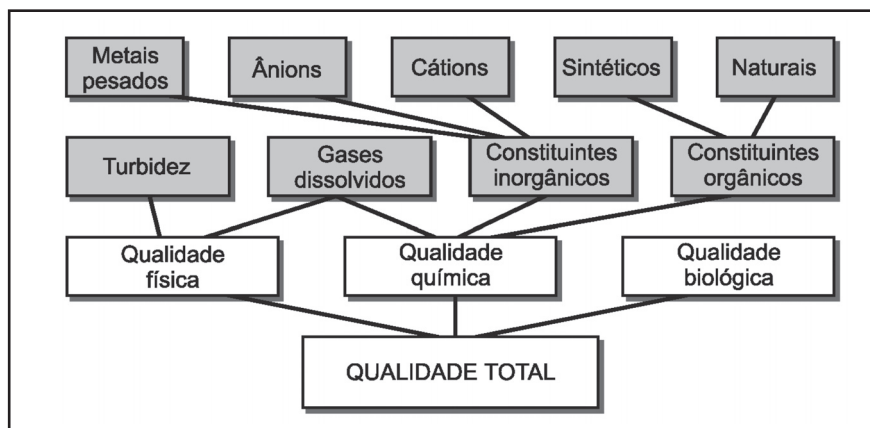 Metais
pesados
Ânions
Cátions
Sintéticos
Naturais
Turbidez
Gases
dissolvidos
Constituintes
inorgânicos
Constituintes
orgânicos
Qualidade
física
Qualidade
química
Qualidade
biológica
QUALIDADE TOTAL